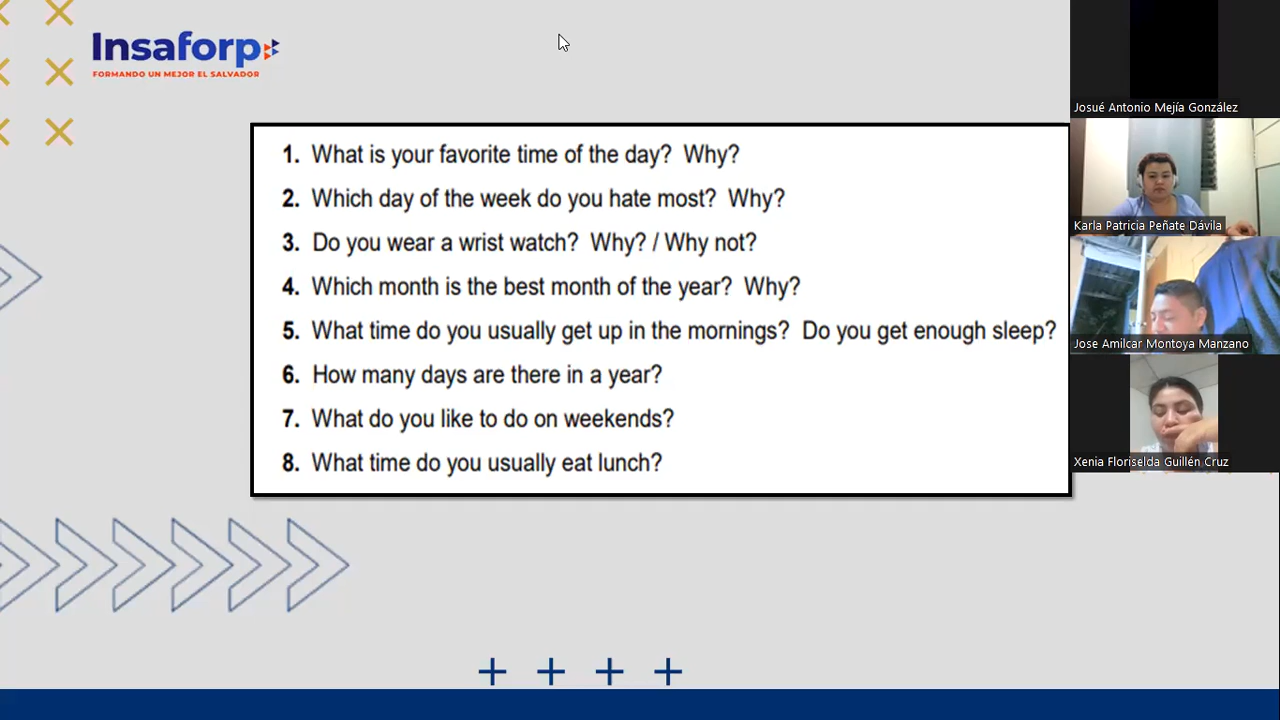 Insaforp
FORMANDO UN MEJOR EL SALVADOR
1. What is your favorite time of the day? Why?
2. Which day of the week do you hate most? Why?
3. Do you wear a wrist watch? Why? / Why not?
4. Which month is the best month of the year? Why?
5. What time do you usually get up in the mornings? Do you get enough sleep?
6. How many days are there in a year?
7. What do you like to do on weekends?
8. What time do you usually eat lunch?
Josué Antonio Mejía González
Karla Patricia Peñate Dávila
Jose Amilcar Montoya Manzano
Xenia Floriselda Guillén Cruz